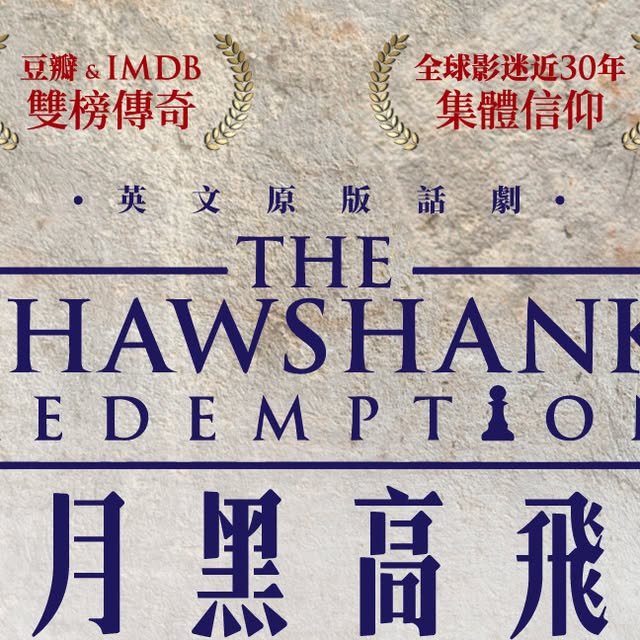 豆瓣 & IMDB
雙榜傳奇
全球影迷近30年
集體信仰
·英文原版話劇·
THE
HAWSHANK
EDEMPTION
月黑高飛